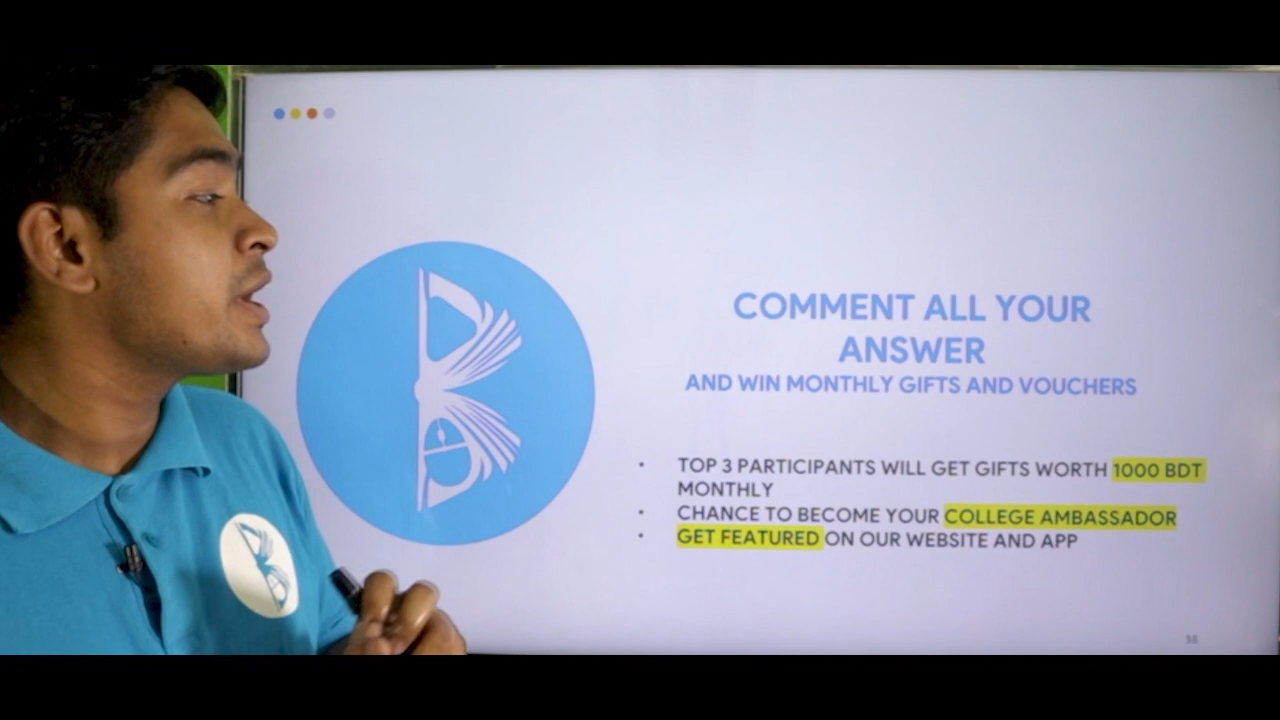 COMMENT ALL YOUR
ANSWER
AND WIN MONTHLY GIFTS AND VOUCHERS
• TOP 3 PARTICIPANTS WILL GET GIFTS WORTH 1000 BDT
MONTHLY
• CHANCE TO BECOME YOUR COLLEGE AMBASSADOR
• GET FEATURED ON OUR WEBSITE AND APP